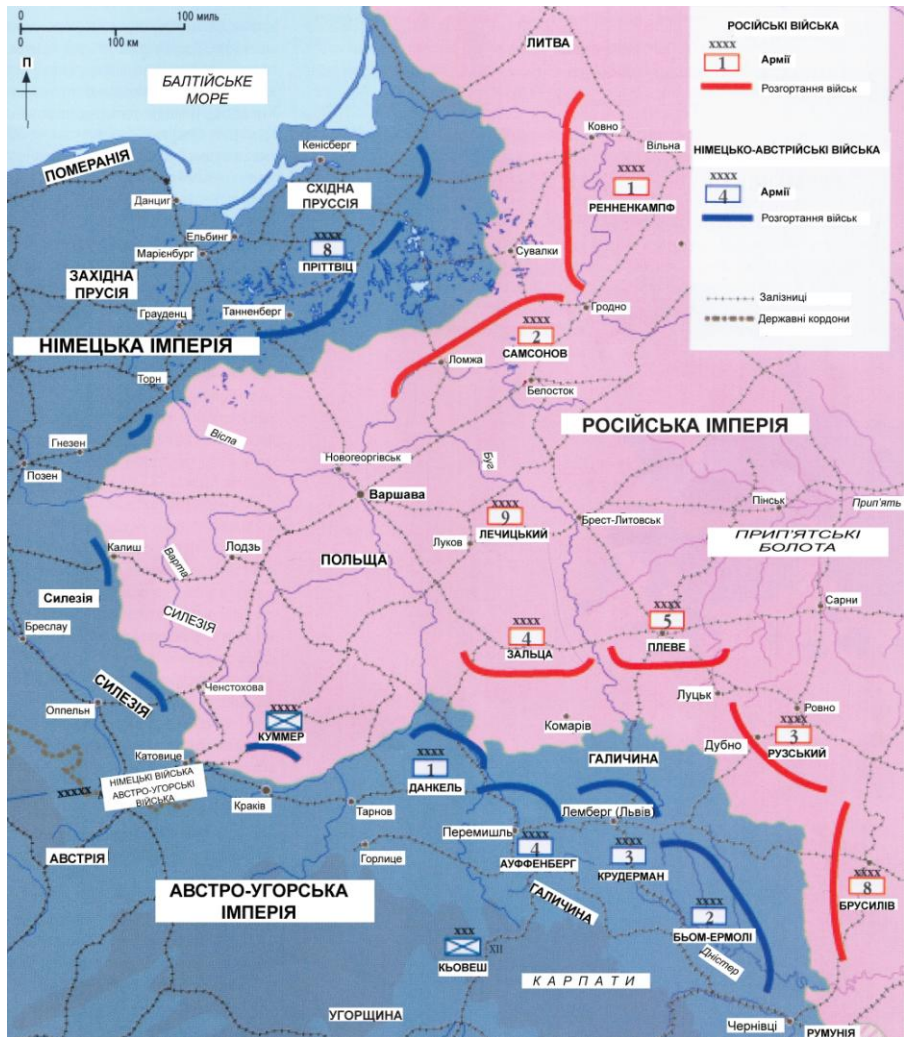 0 100 миль
0 100 км
П
БАЛТІЙСЬКЕ
МОРЕ
ЛИТВА
РОСІЙСЬКІ ВІЙСЬКА
XXXX
1
Армії
Розгортання військ
НІМЕЦЬКО-АВСТРІЙСЬКІ ВІЙСЬКА
XXXX
4
Армії
Розгортання військ
Залізниці
Державні кордони
ПОМЕРАНІЯ
Кенісберг
Ковно
Вільна
XXXX
1
РЕННЕНКАМПФ
Данциг
СХІДНА
ПРУССІЯ
Ельбинг
Марієнбург
XXXX
8
ПРІТТВІЦ
Сувалки
ЗАХІДНА
ПРУСІЯ
Грауденц
Танненберг
Гродно
XXXX
2
САМСОНОВ
НІМЕЦЬКА ІМПЕРІЯ
Ломжа
Торн
Белосток
РОСІЙСЬКА ІМПЕРІЯ
Гнезен
Позен
Вісла
Новогеоргівськ
Буг
Варшава
Пінськ
Прип'ять
XXXX
9
ЛЕЧИЦЬКИЙ
Брест-Литовськ
ПРИП'ЯТСЬКІ
БОЛОТА
Луков
Калиш
Варта
Лодзь
ПОЛЬЩА
Силезія
СИЛЕЗІЯ
Бреслау
Сарни
XXXX
4
ЗАЛЬЦА
XXXX
5
ПЛЕВЕ
СИЛЕЗІЯ
Ченстохова
Оппельн
Луцьк
Ровно
XXXX
КУММЕР
Комарів
Дубно
XXXX
3
РУЗСЬКИЙ
Катовице
НІМЕЦЬКІ ВІЙСЬКА
XXXXX
АВСТРО-УГОРСЬКІ
ВІЙСЬКА
XXXX
1
ДАНКЕЛЬ
ГАЛИЧИНА
Краків
Тарнов
Лемберг (Львів)
Перемишль
АВСТРІЯ
Горлице
XXXX
4
АУФФЕНБЕРГ
XXXX
3
КРУДЕРМАН
XXXX
8
БРУСИЛІВ
АВСТРО-УГОРСЬКА
ІМПЕРІЯ
ГАЛИЧИНА
XXXX
2
БЬОМ-ЕРМОЛІ
XXX
XII
КЬОВЕШ
Дністер
КАРПАТИ
УГОРЩИНА
Чернівці
РУМУНІЯ